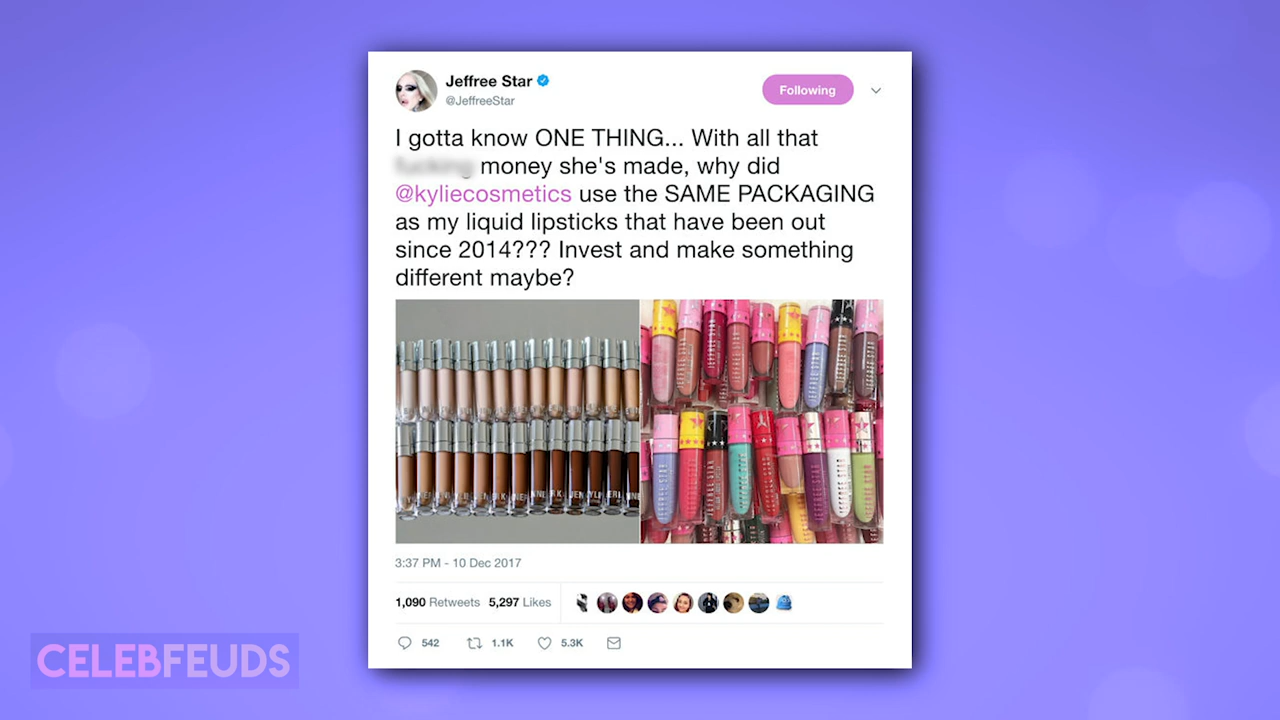 Jeffree Star
@JeffreeStar
Following
I gotta know ONE THING... With all that
money she's made, why did
@kyliecosmetics use the SAME PACKAGING
as my liquid lipsticks that have been out
since 2014??? Invest and make something
different maybe?
3:37 PM - 10 Dec 2017
1,090 Retweets 5,297 Likes
542 1.1K 5.3K
CELEBFEUDS